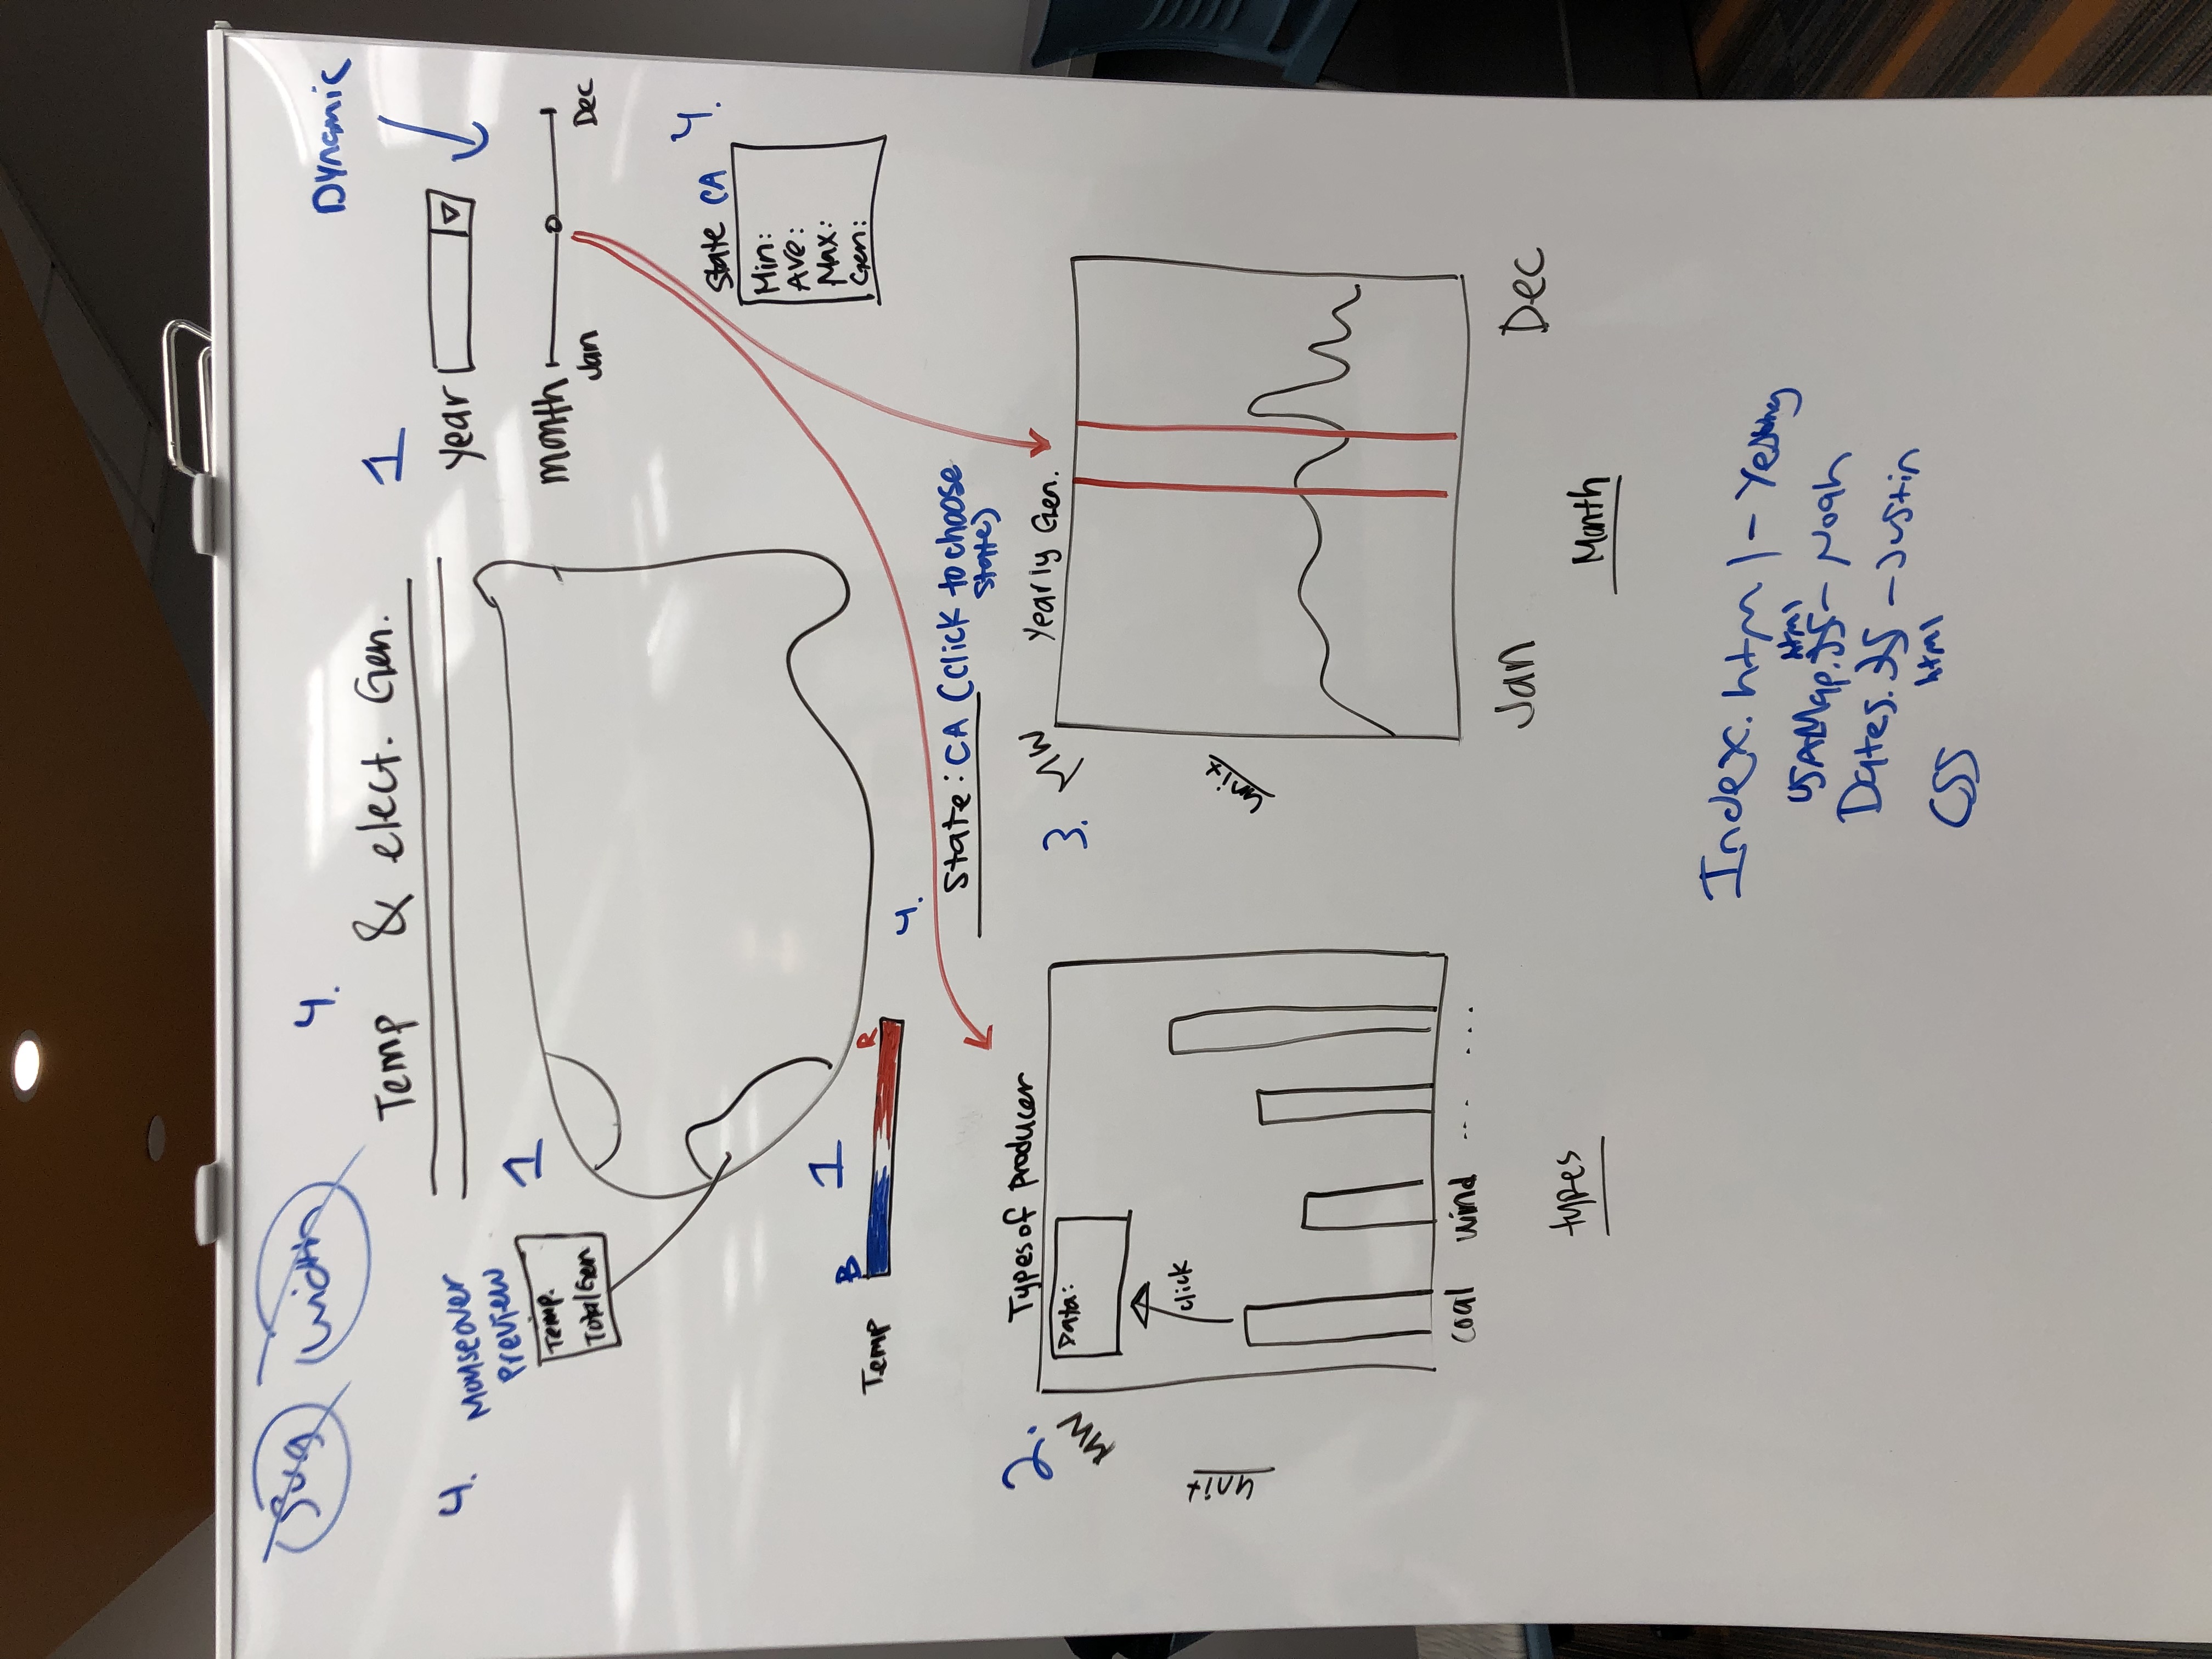 svg width
4.
Temp & elect. Gen.
Dynamic
1
year
month
Jan Dec
4.
Mouseover
Preview
Temp.
Total Gen
1
State CA 4.
Min:
Ave:
Max:
Gen:
1
B R
Temp
4.
State: CA (click to choose
state)
2.
MW
Types of producer
Data:
click
unit
coal wind ... ...
types
3.
MW
Yearly Gen.
unit
Jan Dec
Month
Index.html - 
html
USAMap.JS - Noah
Dates.JS - Justin
html
CSS